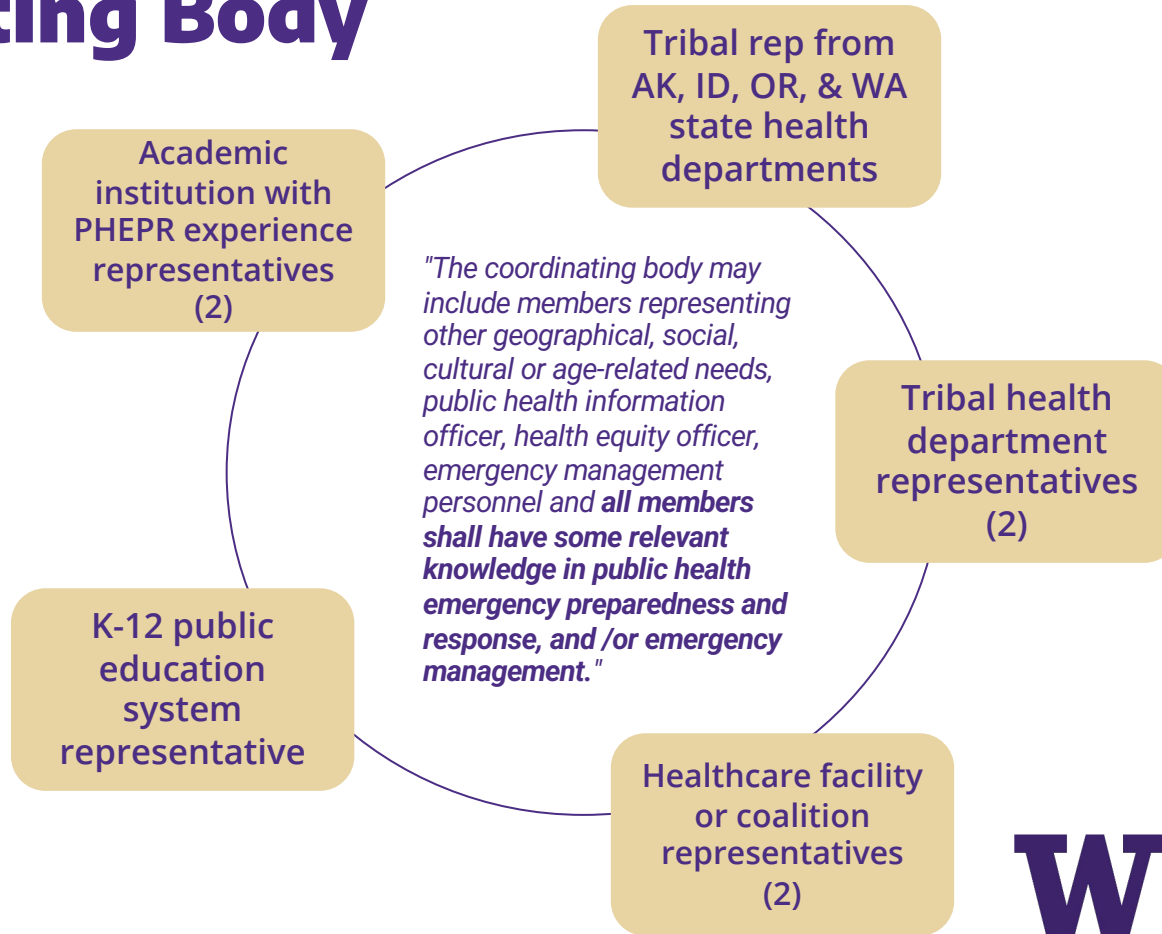 ting Body
Tribal rep from
AK, ID, OR, & WA
state health
departments
Academic
institution with
PHEPR experience
representatives
(2)
"The coordinating body may
include members representing
other geographical, social,
cultural or age-related needs,
public health information
officer, health equity officer,
emergency management
personnel and all members
shall have some relevant
knowledge in public health
emergency preparedness and
response, and /or emergency
management."
Tribal health
department
representatives
(2)
K-12 public
education
system
representative
Healthcare facility
or coalition
representatives
(2)
W